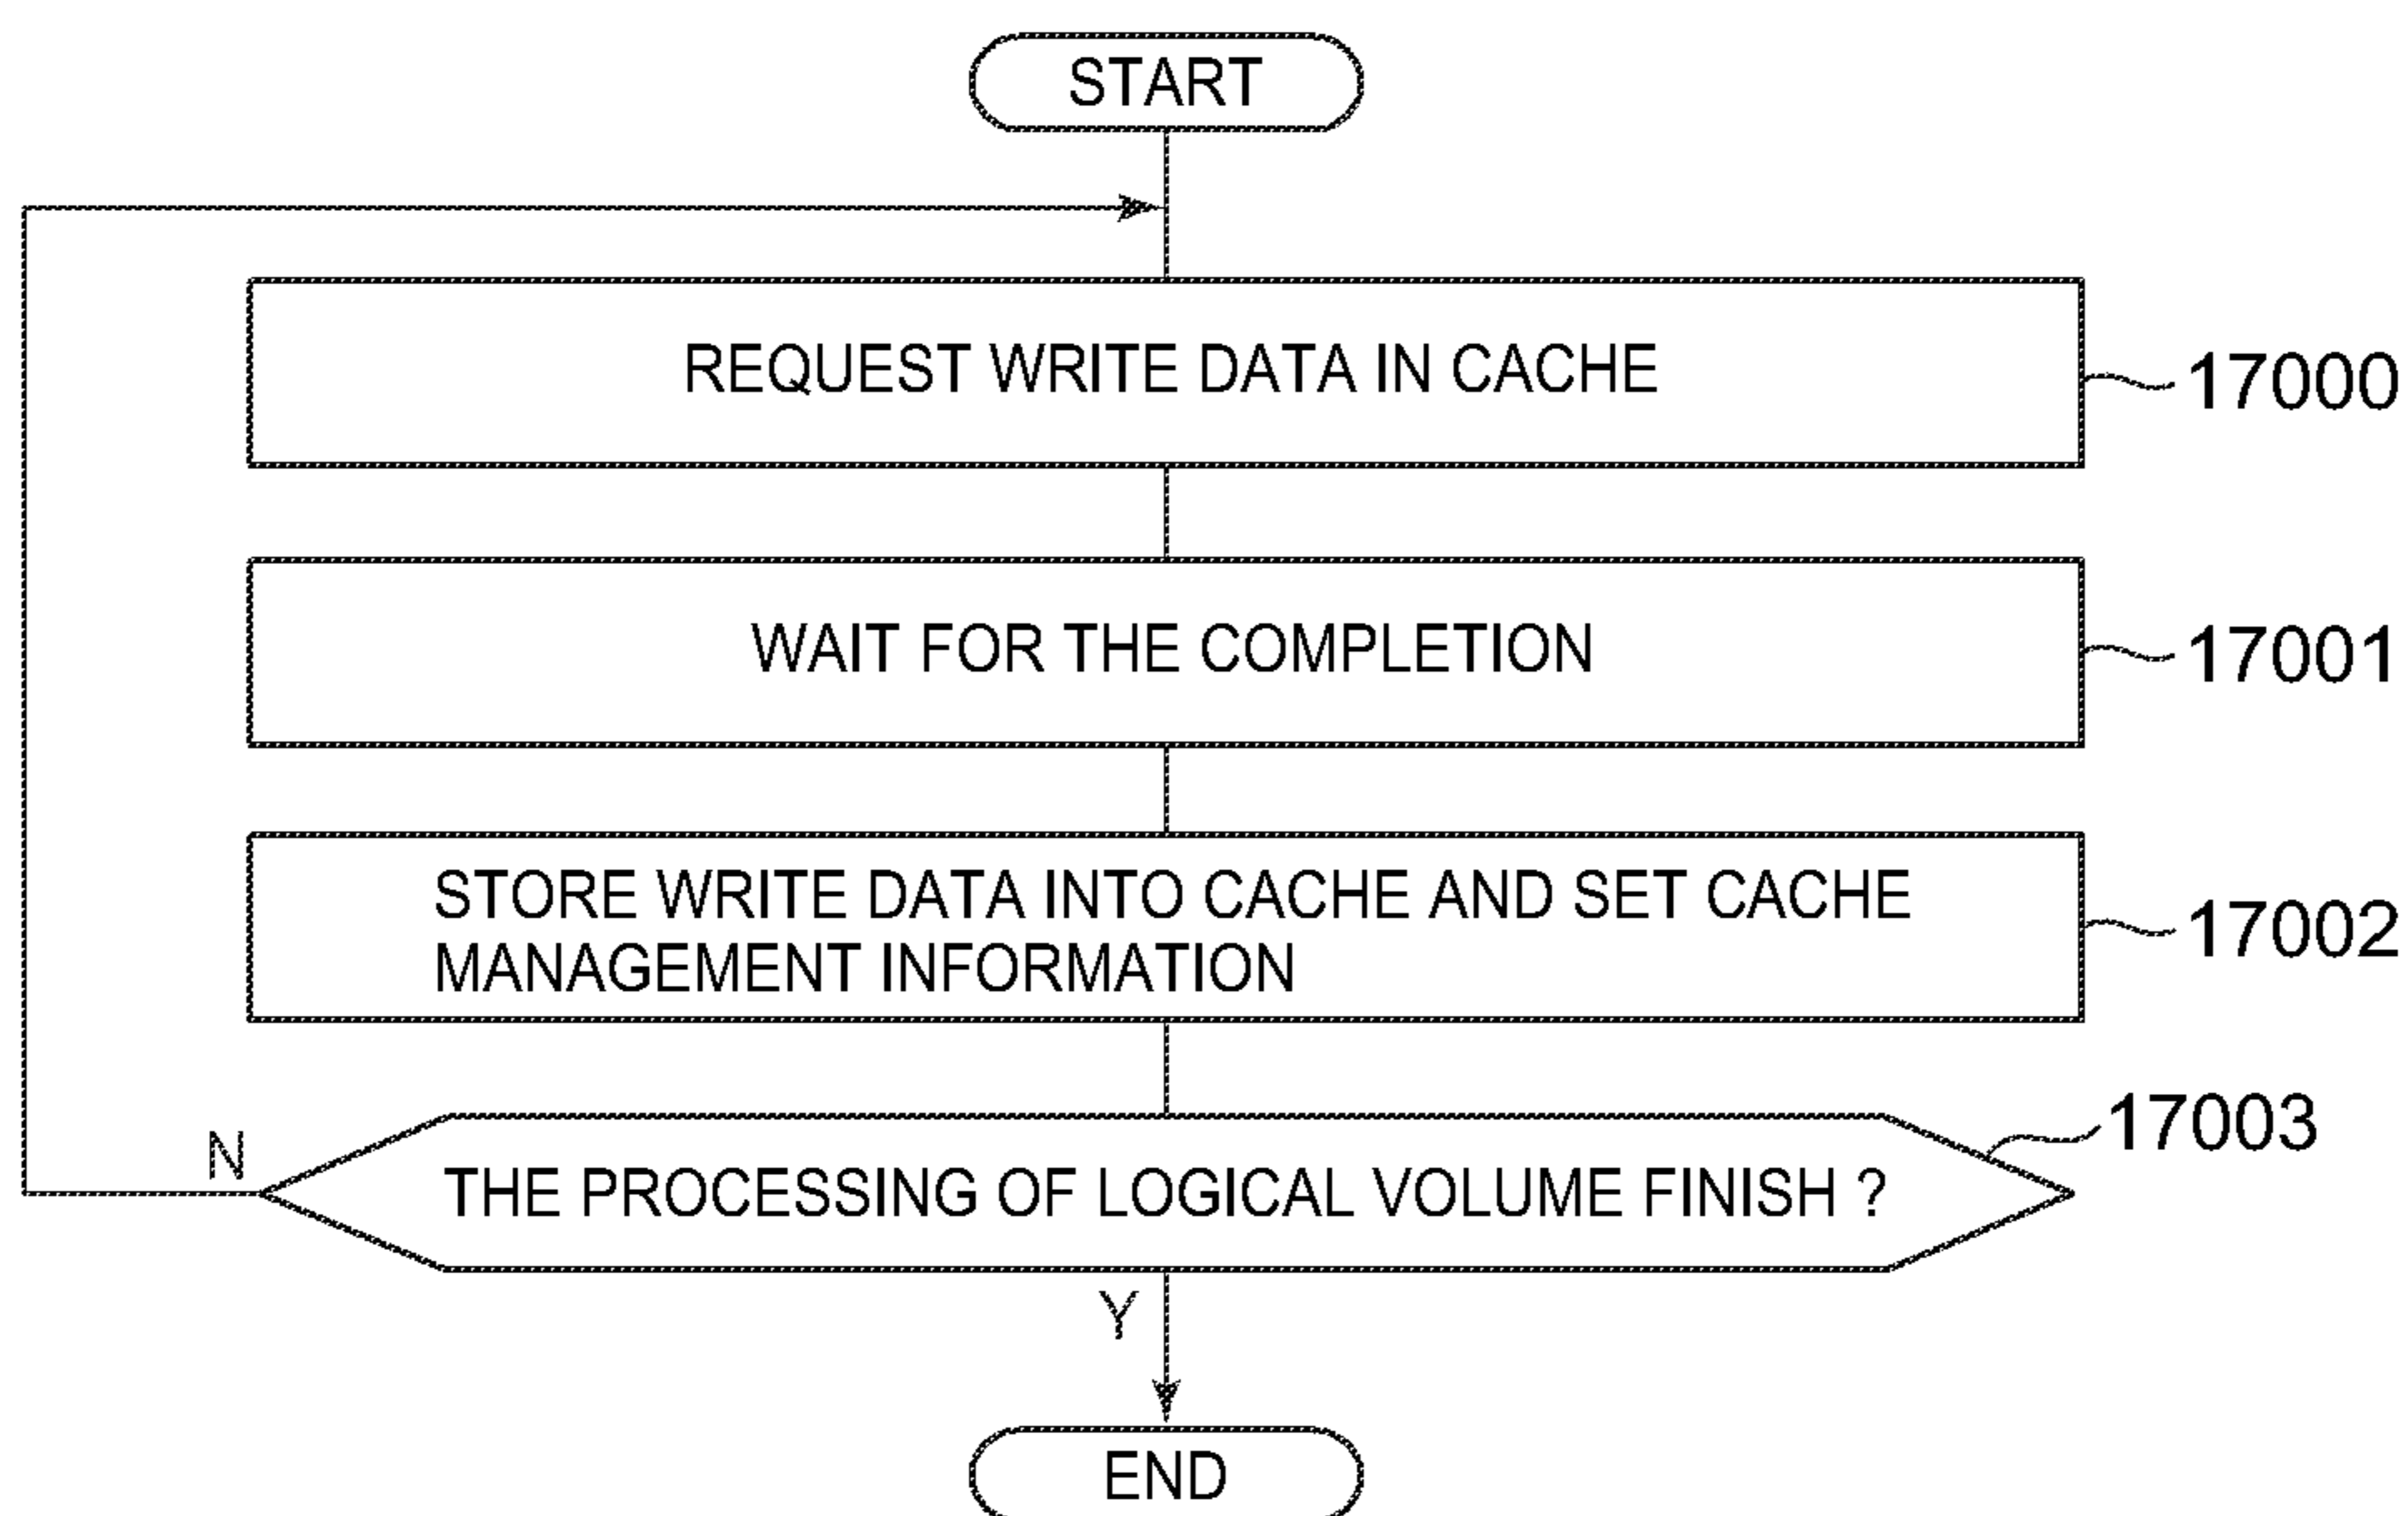 START
REQUEST WRITE DATA IN CACHE
17000
WAIT FOR THE COMPLETION
17001
STORE WRITE DATA INTO CACHE AND SET CACHE
MANAGEMENT INFORMATION
17002
17003
N
THE PROCESSING OF LOGICAL VOLUME FINISH ?
Y
END